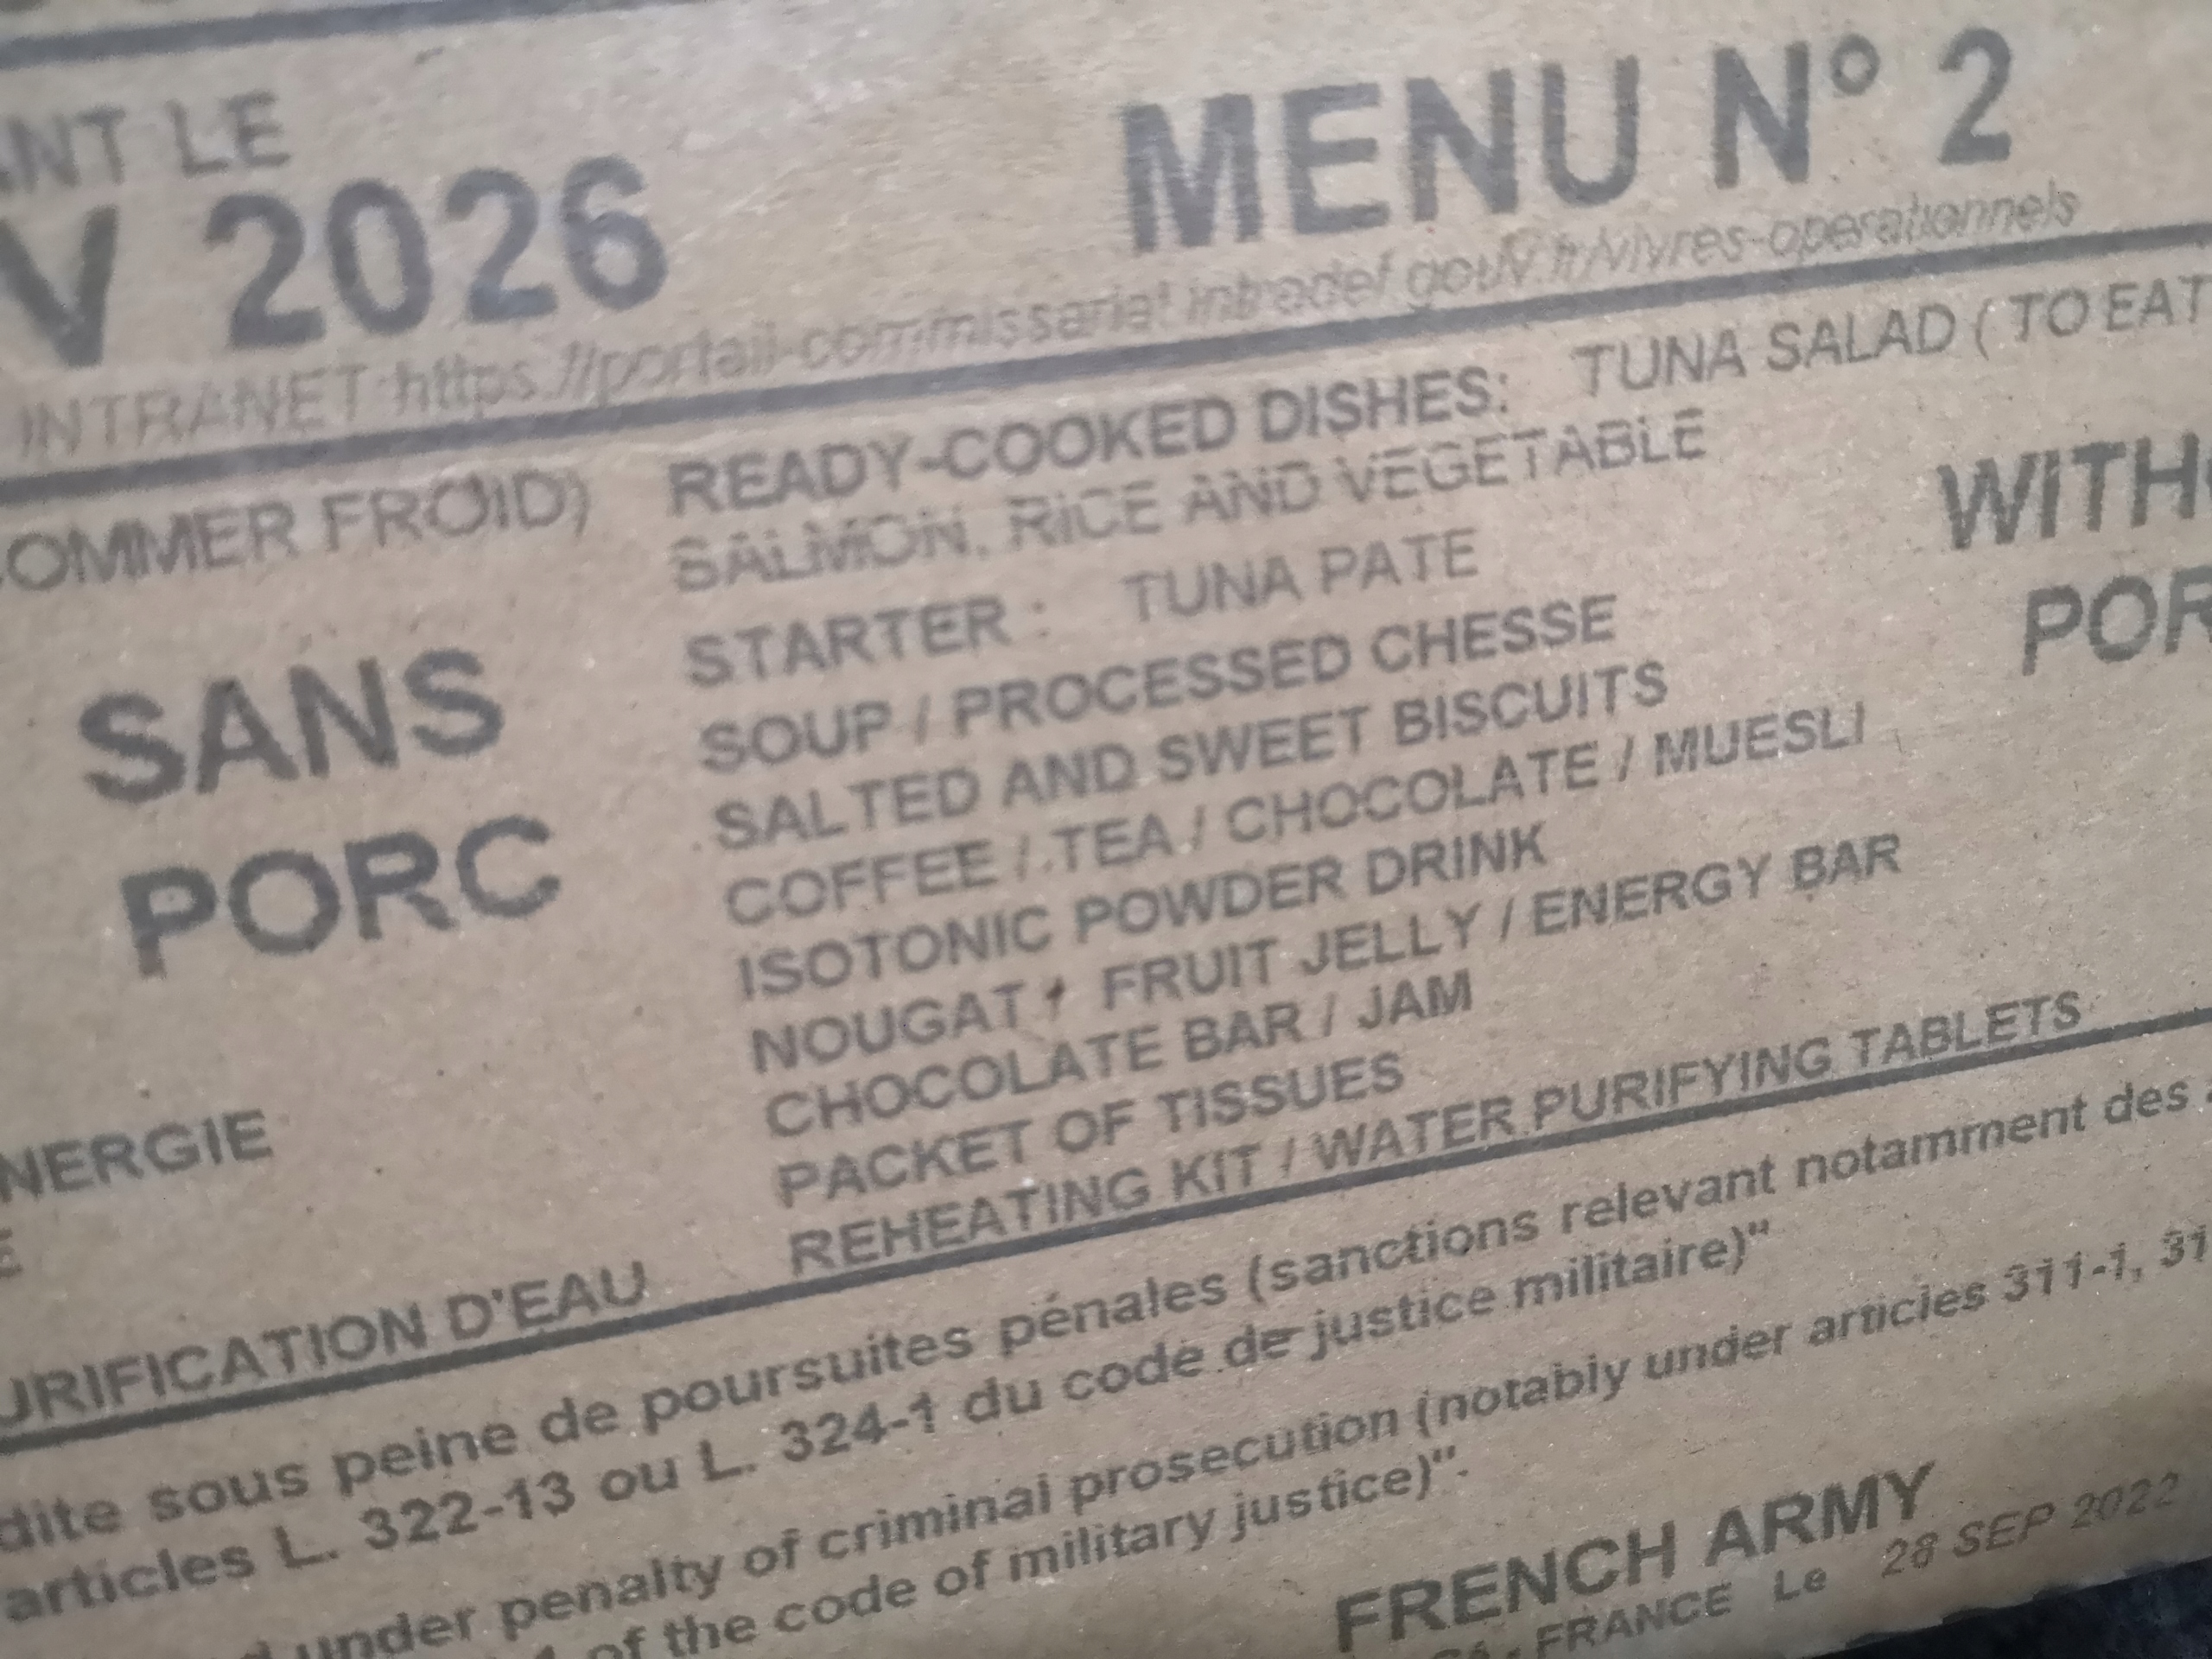 ANT LE
V 2026
MENU N° 2
INTRANET https://portail-commissariat.intradef.gouv.fr/vivres-operationnels
OMMER FROID)
READY-COOKED DISHES: TUNA SALAD ( TO EAT
SALMON, RICE AND VEGETABLE
STARTER : TUNA PATE
SOUP / PROCESSED CHESSE
SALTED AND SWEET BISCUITS
COFFEE / TEA / CHOCOLATE / MUESLI
ISOTONIC POWDER DRINK
NOUGAT / FRUIT JELLY / ENERGY BAR
CHOCOLATE BAR / JAM
PACKET OF TISSUES
REHEATING KIT / WATER PURIFYING TABLETS
SANS
PORC
WITH
POR
NERGIE
E
URIFICATION D'EAU
dite sous peine de poursuites pénales (sanctions relevant notamment des
articles L. 322-13 ou L. 324-1 du code de justice militaire)"
under penalty of criminal prosecution (notably under articles 311-1, 31
1 of the code of military justice)".
FRENCH ARMY
FRANCE Le 28 SEP 2022